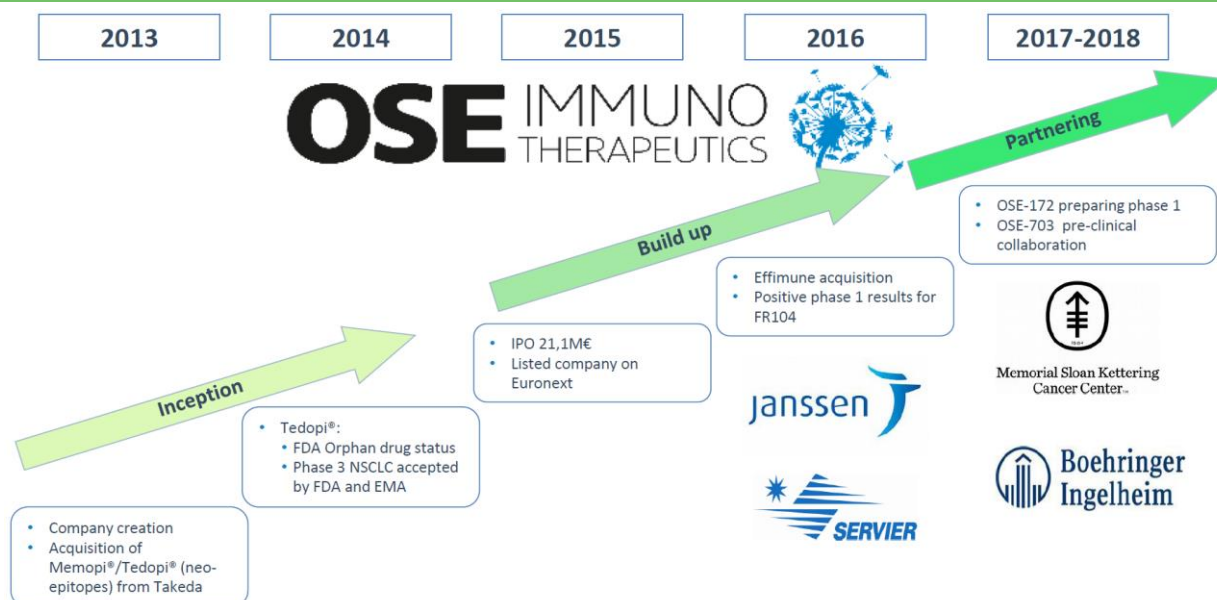 2013
2014
2015
2016
2017-2018
OSE IMMUNO
THERAPEUTICS
Partnering
Build up
Inception
• OSE-172 preparing phase 1
• OSE-703 pre-clinical
collaboration
• Effimune acquisition
• Positive phase 1 results for
FR104
• IPO 21,1M€
• Listed company on
Euronext
• Tedopi®:
• FDA Orphan drug status
• Phase 3 NSCLC accepted
by FDA and EMA
• Company creation
• Acquisition of
Memopi®/Tedopi® (neo-
epitopes) from Takeda
janssen
SERVIER
Memorial Sloan Kettering
Cancer Center™
Boehringer
Ingelheim